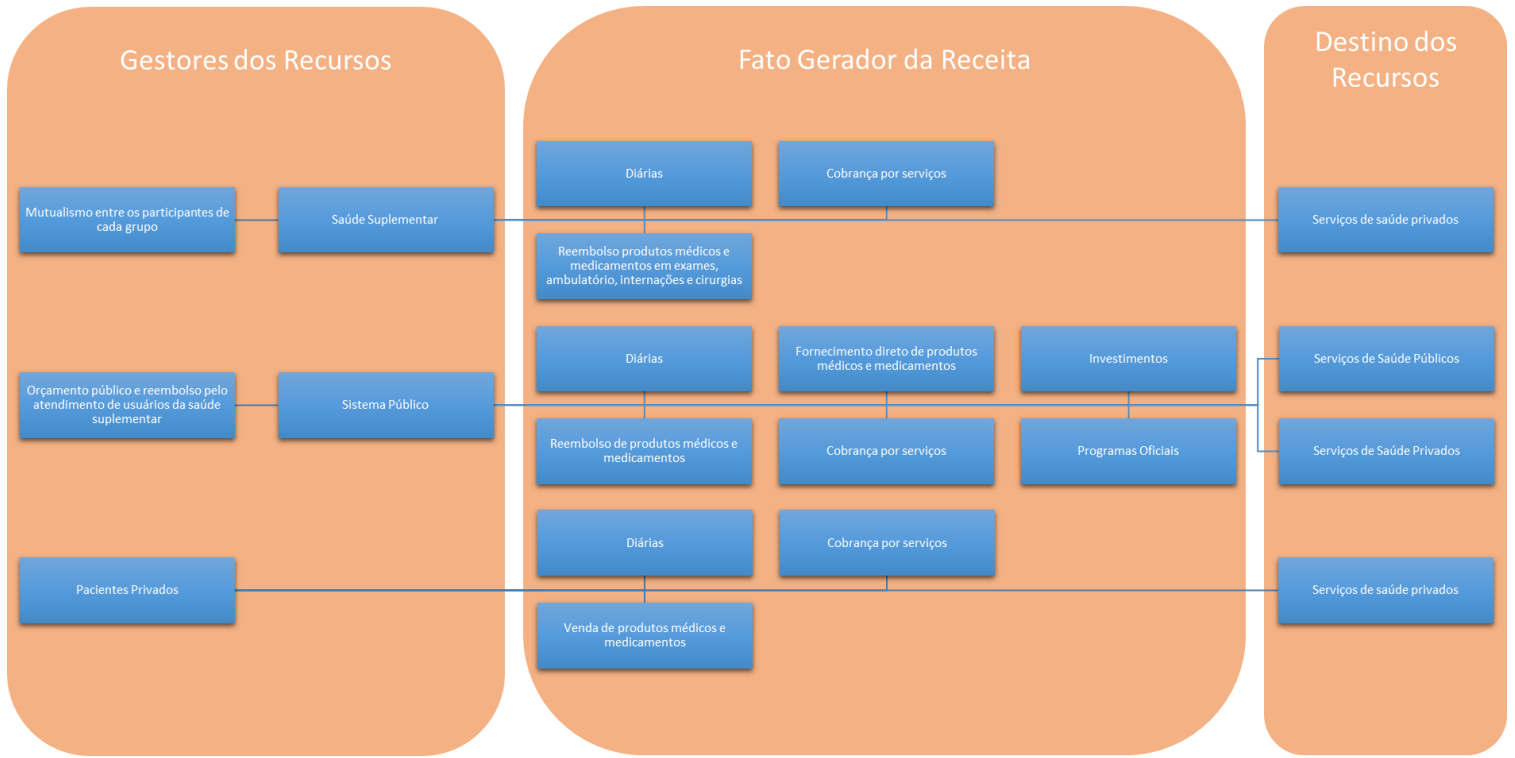 Gestores dos Recursos
Fato Gerador da Receita
Destino dos
Recursos
Diárias
Cobrança por serviços
Mutualismo entre os participantes de
cada grupo
Saúde Suplementar
Serviços de saúde privados
Reembolso produtos médicos e
medicamentos em exames,
ambulatório, internações e cirurgias
Diárias
Fornecimento direto de produtos
médicos e medicamentos
Investimentos
Serviços de Saúde Públicos
Orçamento público e reembolso pelo
atendimento de usuários da saúde
suplementar
Sistema Público
Reembolso de produtos médicos e
medicamentos
Cobrança por serviços
Programas Oficiais
Serviços de Saúde Privados
Diárias
Cobrança por serviços
Pacientes Privados
Serviços de saúde privados
Venda de produtos médicos e
medicamentos